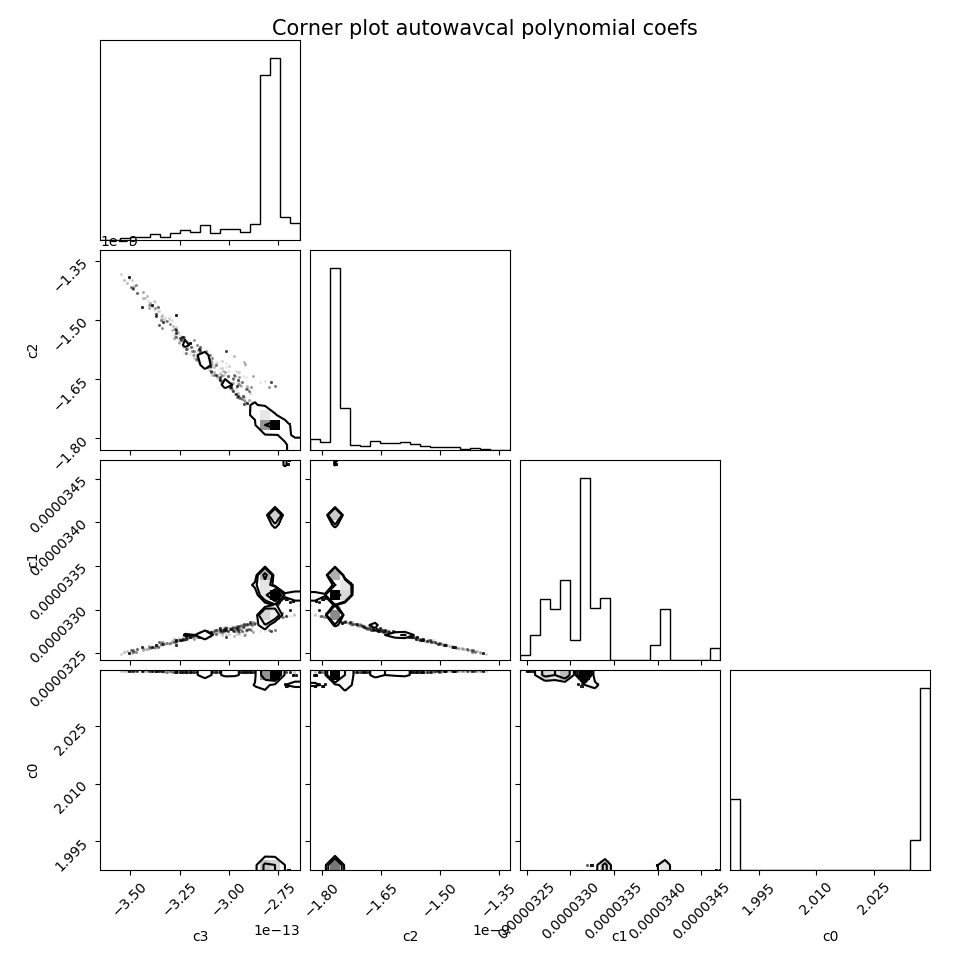 Corner plot autowavcal polynomial coefs
1e−9
−1.35
−1.50
−1.65
−1.80
c2
0.0000345
0.0000340
0.0000335
0.0000330
0.0000325
c1
2.025
2.010
1.995
c0
−3.50 −3.25 −3.00 −2.75 −1.80 −1.65 −1.50 −1.35 0.0000325 0.0000330 0.0000335 0.0000340 0.0000345 1.995 2.010 2.025
1e−13 1e−9
c3 c2 c1 c0